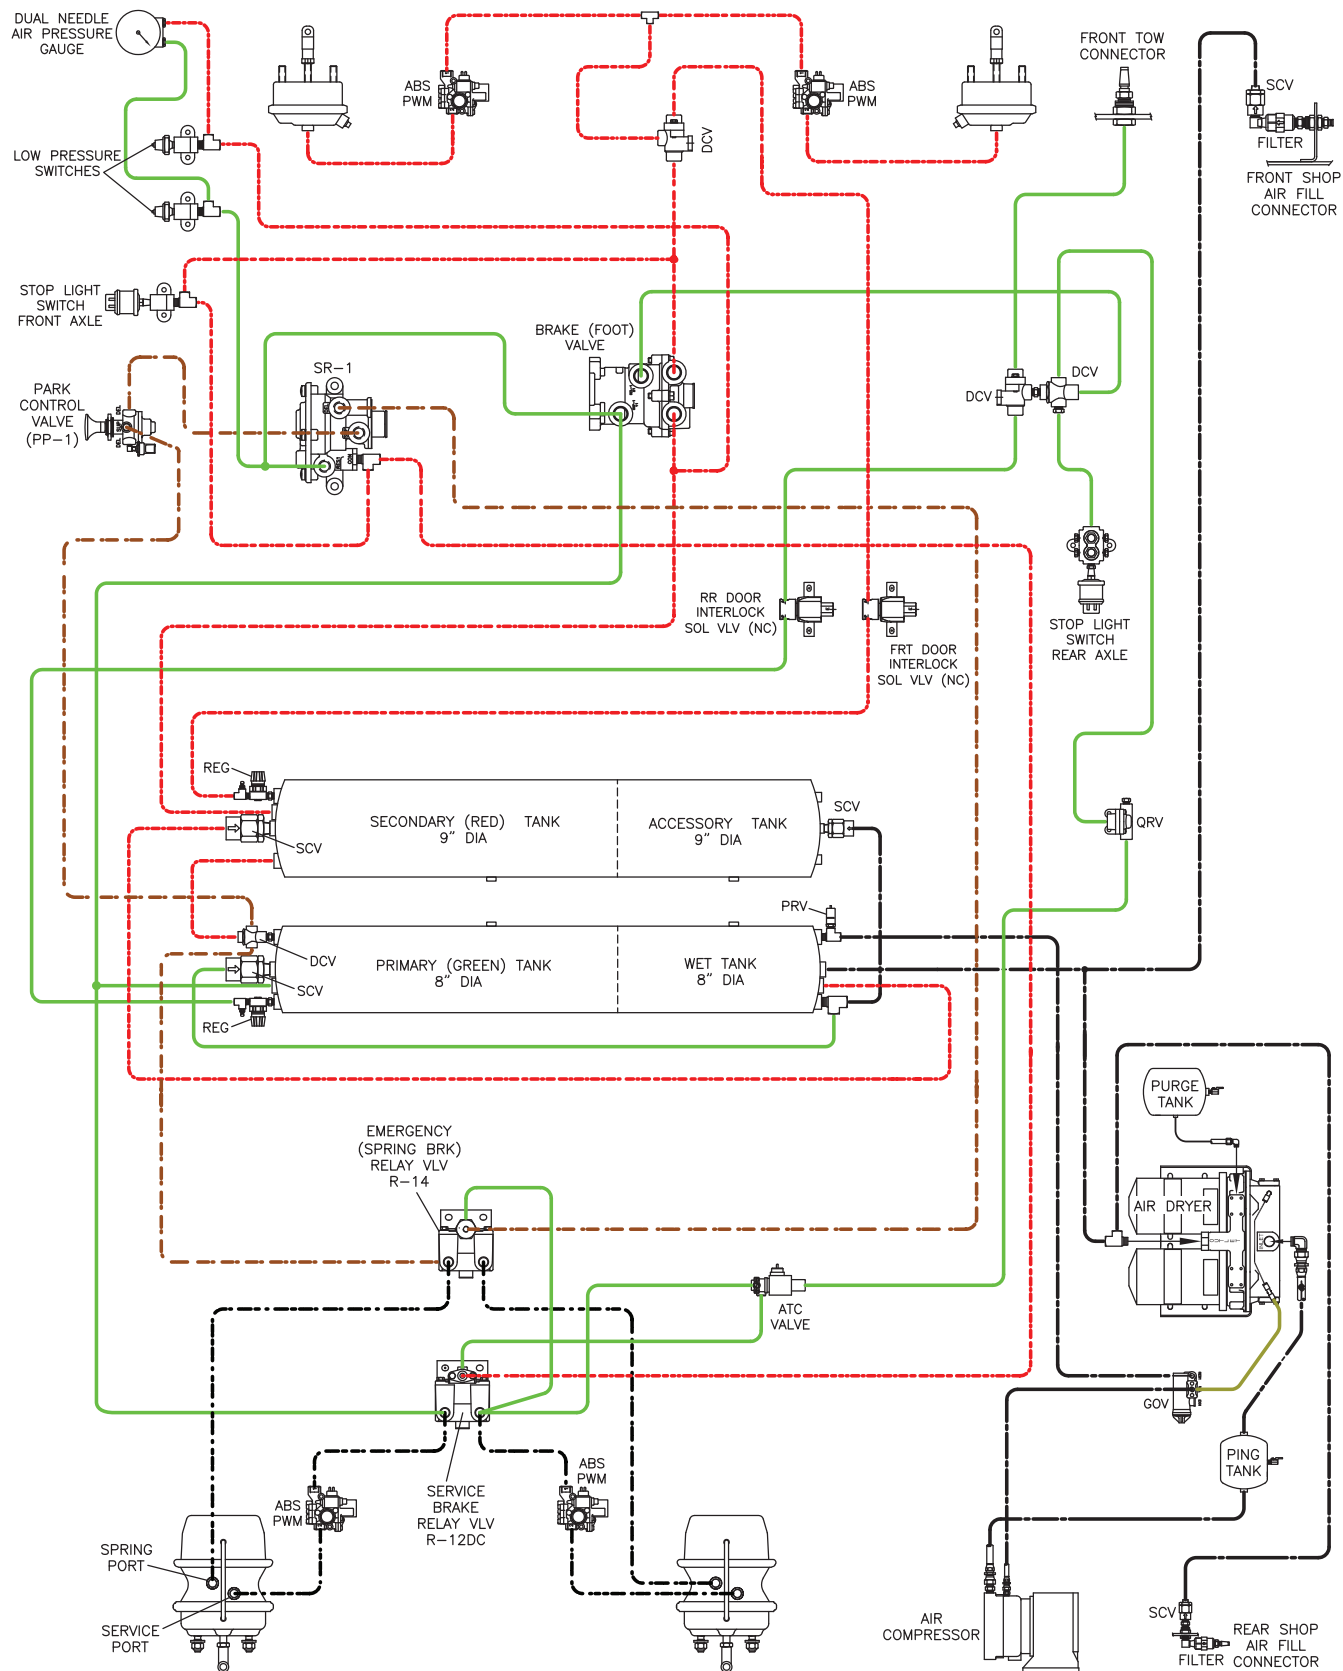 DUAL NEEDLE
AIR PRESSURE
GAUGE
ABS
PWM
DCV
ABS
PWM
FRONT TOW
CONNECTOR
SCV
FILTER
FRONT SHOP
AIR FILL
CONNECTOR
LOW PRESSURE
SWITCHES
STOP LIGHT
SWITCH
FRONT AXLE
BRAKE (FOOT)
VALVE
SR-1
PARK
CONTROL
VALVE
(PP-1)
DEL
SUP
DEL
DCV
DCV
RR DOOR
INTERLOCK
SOL VLV (NC)
FRT DOOR
INTERLOCK
SOL VLV (NC)
STOP LIGHT
SWITCH
REAR AXLE
REG
SCV
SECONDARY (RED) TANK
9" DIA
ACCESSORY TANK
9" DIA
SCV
QRV
PRV
DCV
SCV
REG
PRIMARY (GREEN) TANK
8" DIA
WET TANK
8" DIA
PURGE
TANK
EMERGENCY
(SPRING BRK)
RELAY VLV
R-14
AIR DRYER
ATC
VALVE
GOV
PING
TANK
ABS
PWM
ABS
PWM
SERVICE
BRAKE
RELAY VLV
R-12DC
SPRING
PORT
SERVICE
PORT
AIR
COMPRESSOR
SCV
FILTER
REAR SHOP
AIR FILL
CONNECTOR